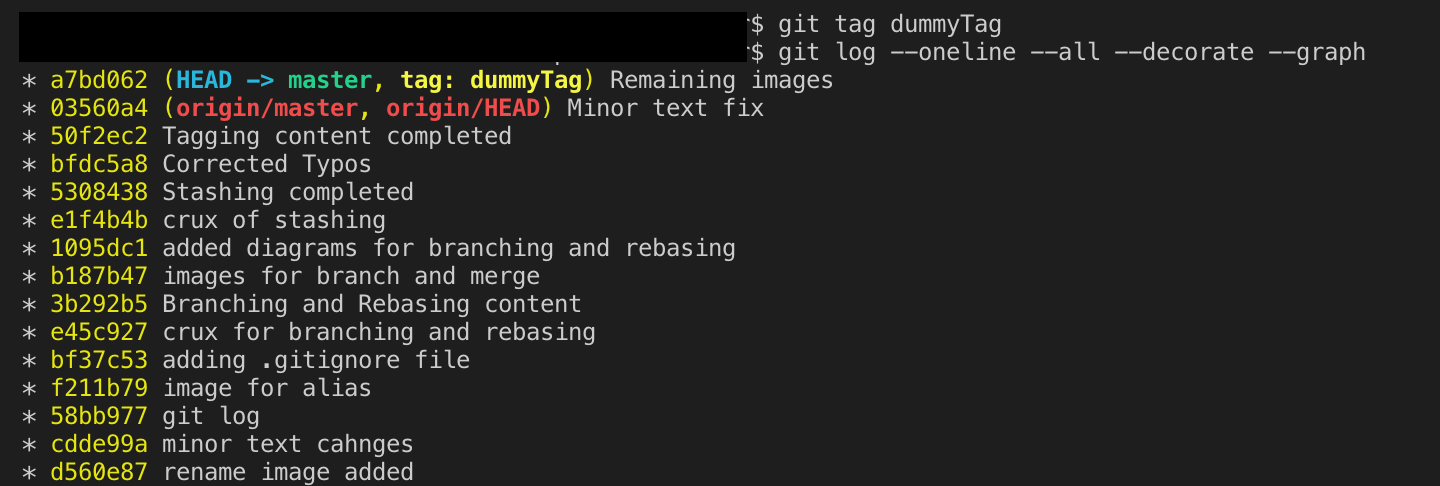 $ git tag dummyTag
$ git log --oneline --all --decorate --graph
* a7bd062 (HEAD -> master, tag: dummyTag) Remaining images
* 03560a4 (origin/master, origin/HEAD) Minor text fix
* 50f2ec2 Tagging content completed
* bfdc5a8 Corrected Typos
* 5308438 Stashing completed
* e1f4b4b crux of stashing
* 1095dc1 added diagrams for branching and rebasing
* b187b47 images for branch and merge
* 3b292b5 Branching and Rebasing content
* e45c927 crux for branching and rebasing
* bf37c53 adding .gitignore file
* f211b79 image for alias
* 58bb977 git log
* cdde99a minor text cahnges
* d560e87 rename image added